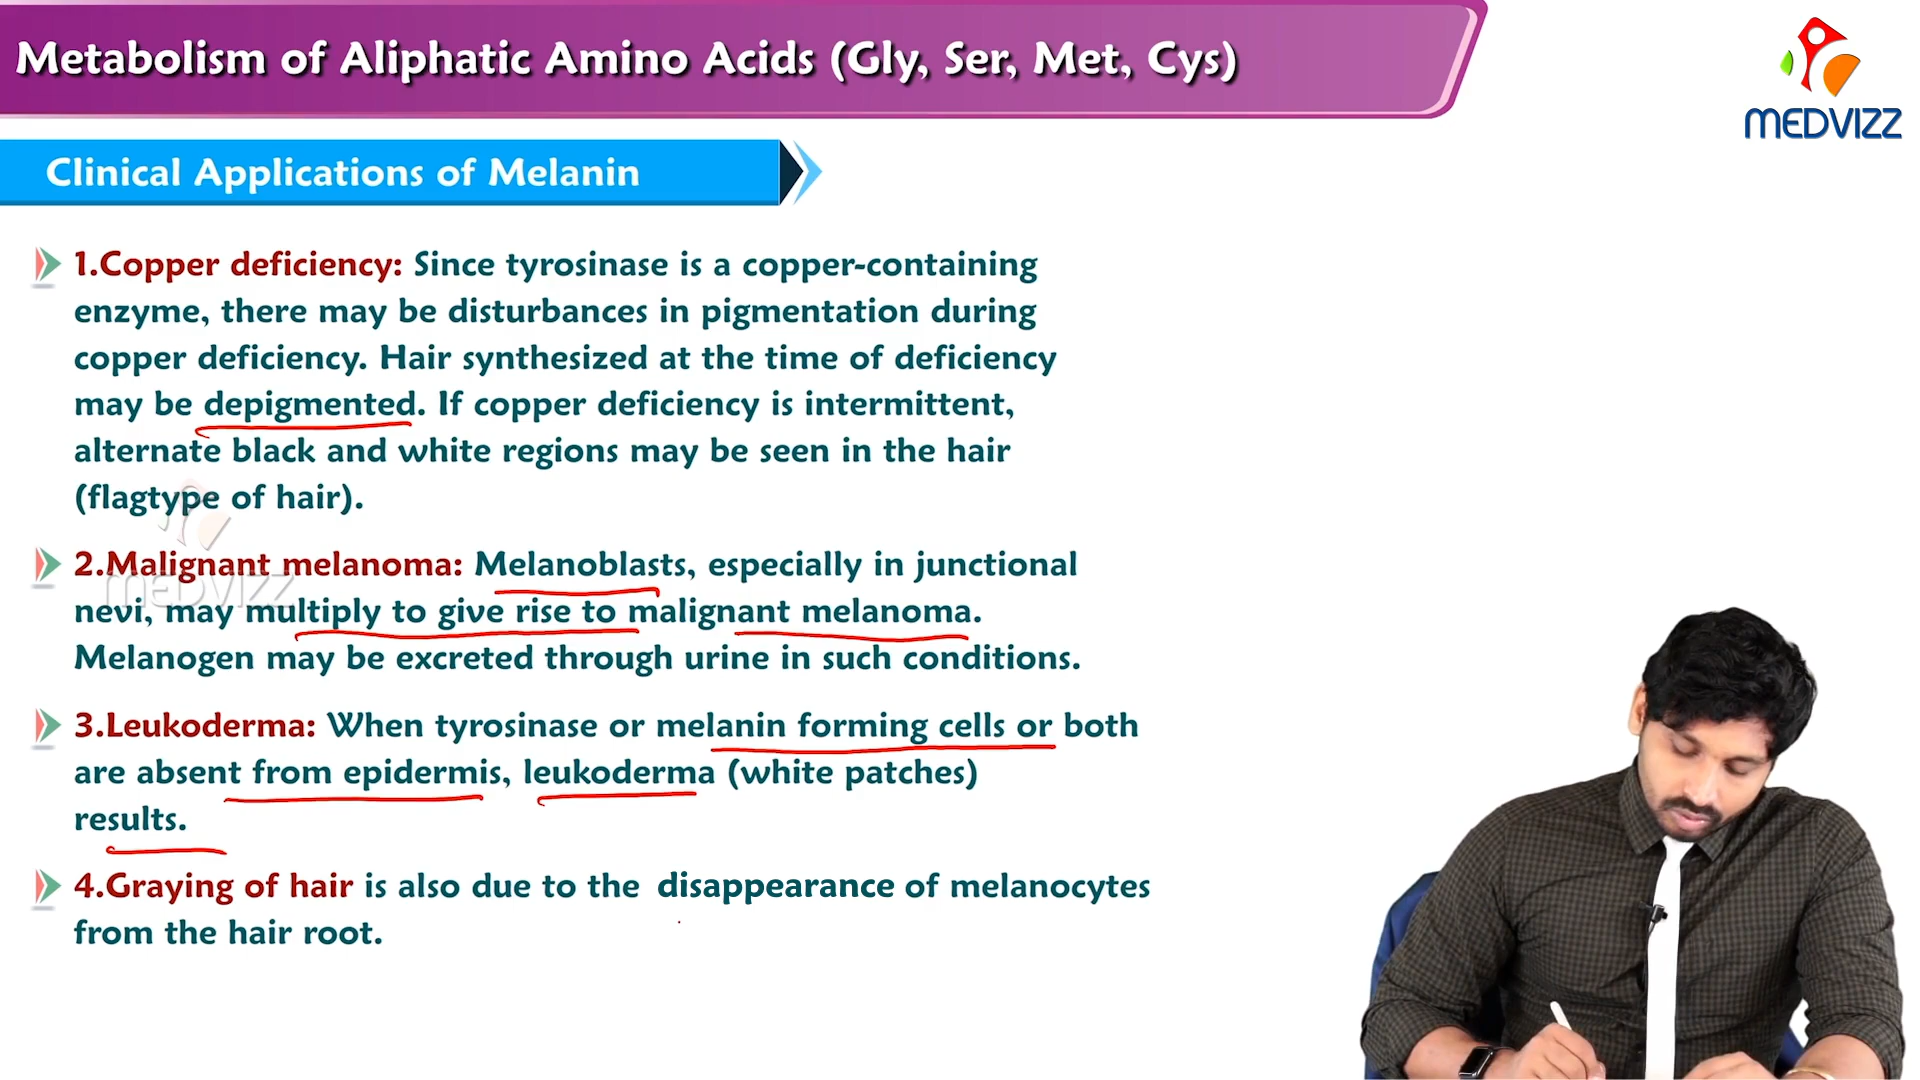 Metabolism of Aliphatic Amino Acids (Gly, Ser, Met, Cys)
MEDVIZZ
Clinical Applications of Melanin
1.Copper deficiency: Since tyrosinase is a copper-containing
enzyme, there may be disturbances in pigmentation during
copper deficiency. Hair synthesized at the time of deficiency
may be depigmented. If copper deficiency is intermittent,
alternate black and white regions may be seen in the hair
(flagtype of hair).
2.Malignant melanoma: Melanoblasts, especially in junctional
nevi, may multiply to give rise to malignant melanoma.
Melanogen may be excreted through urine in such conditions.
MEDVIZZ
3.Leukoderma: When tyrosinase or melanin forming cells or both
are absent from epidermis, leukoderma (white patches)
results.
4.Graying of hair is also due to the disappearance of melanocytes
from the hair root.